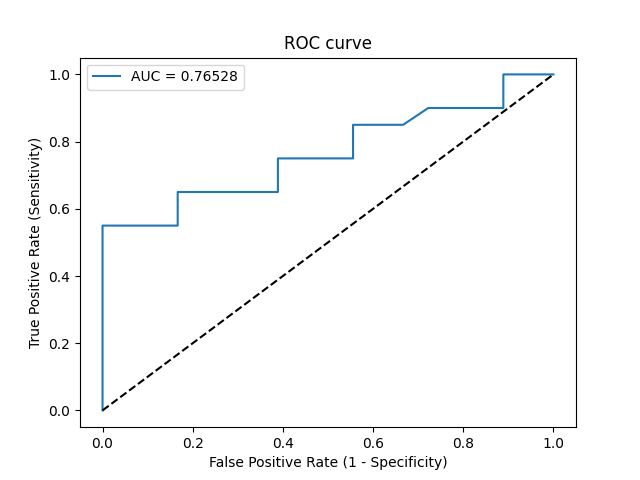 ROC curve
AUC = 0.76528
1.0
0.8
0.6
0.4
0.2
0.0
True Positive Rate (Sensitivity)
0.0 0.2 0.4 0.6 0.8 1.0
False Positive Rate (1 - Specificity)